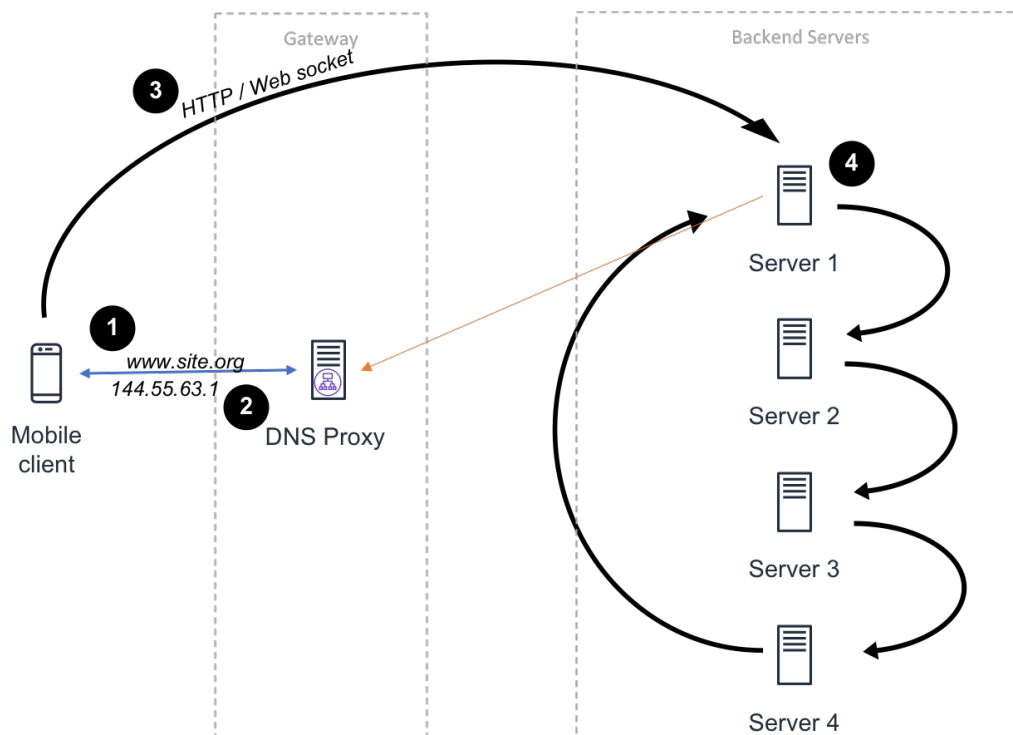 Gateway
Backend Servers
3
HTTP / Web socket
4
Server 1
1
www.site.org
144.55.63.1
2
Mobile
client
DNS Proxy
Server 2
Server 3
Server 4